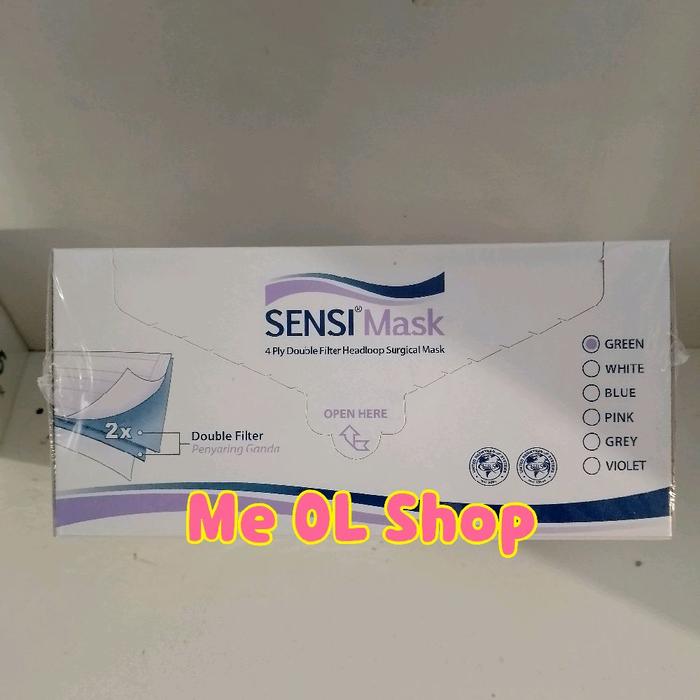 SENSI® Mask
4 Ply Double Filter Headloop Surgical Mask
GREEN
WHITE
BLUE
PINK
GREY
VIOLET
OPEN HERE
2x
Double Filter
Penyaring Ganda
Me OL Shop